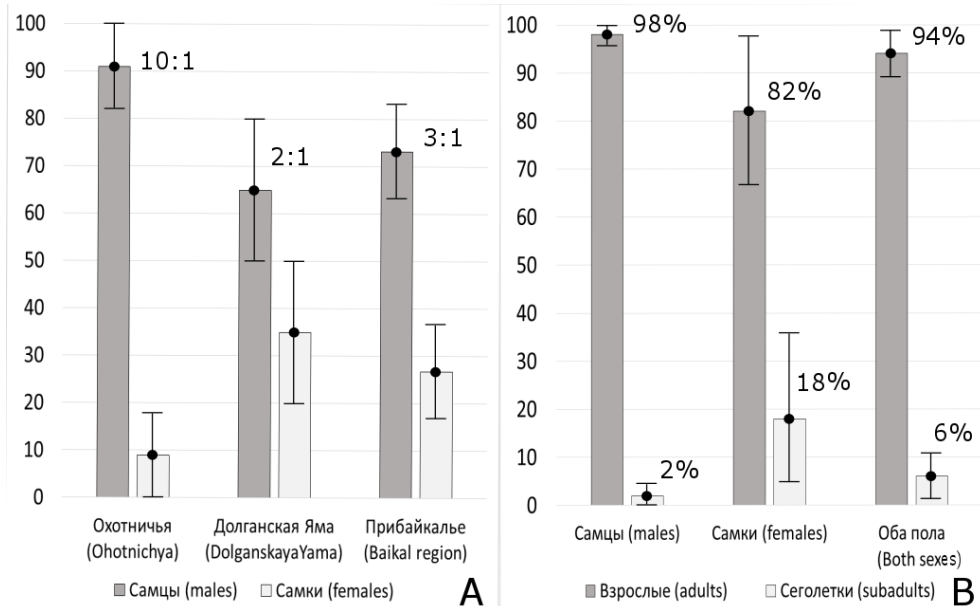 100
90
80
70
60
50
40
30
20
10
0
10:1
2:1
3:1
Охотничья
(Ohotnichya)
Долганская Яма
(DolganskayaYama)
Прибайкалье
(Baikal region)
Самцы (males)
Самки (females)
A
100
90
80
70
60
50
40
30
20
10
0
98%
2%
82%
18%
94%
6%
Самцы (males)
Самки (females)
Оба пола
(Both sexes)
Взрослые (adults)
Сеголетки (subadults)
B